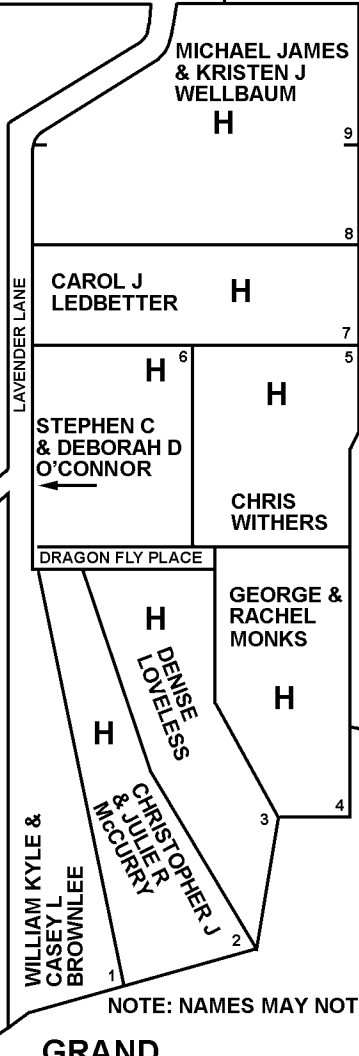 MICHAEL JAMES
& KRISTEN J
WELLBAUM
H
9
8
CAROL J
LEDBETTER
H
7
LAVENDER LANE
H
6
STEPHEN C
& DEBORAH D
O'CONNOR
5
H
CHRIS
WITHERS
DRAGON FLY PLACE
GEORGE &
RACHEL
MONKS
H
4
H
DENISE
LOVELESS
3
H
CHRISTOPHER J
& JULIE R
McCURRY
2
WILLIAM KYLE &
CASEY L
BROWNLEE
1
NOTE: NAMES MAY NOT
GRAND